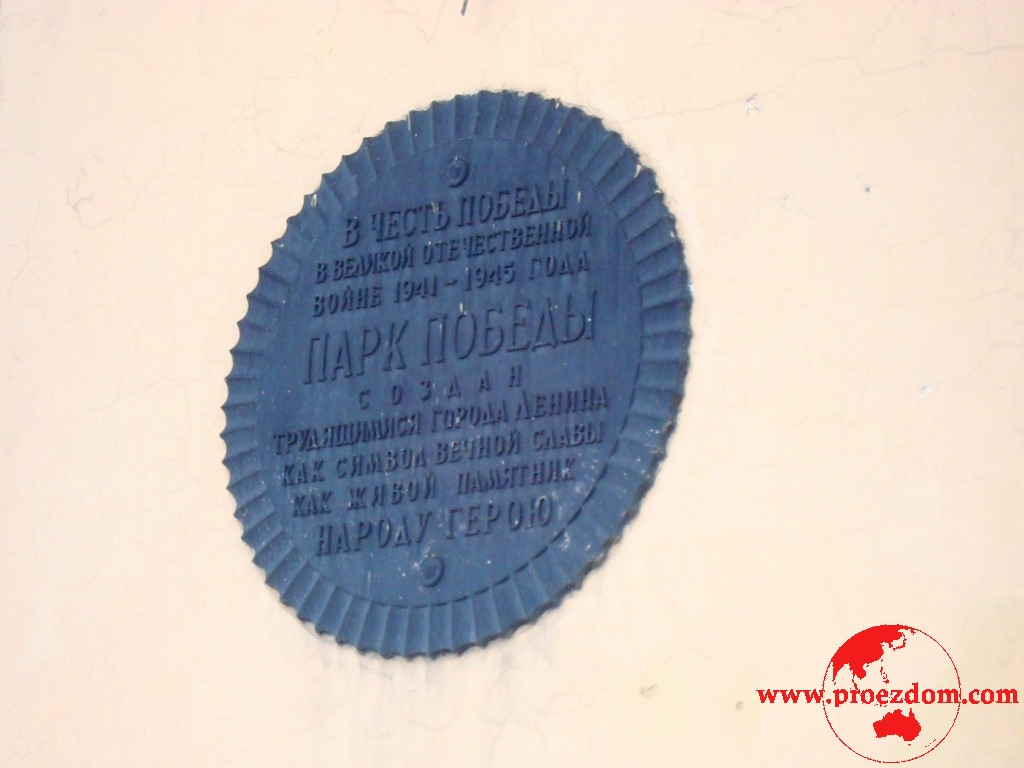 В ЧЕСТЬ ПОБЕДЫ
В ВЕЛИКОЙ ОТЕЧЕСТВЕННОЙ
ВОЙНЕ 1941 - 1945 ГОДА
ПАРК ПОБЕДЫ
СОЗДАН
ТРУДЯЩИМИСЯ ГОРОДА ЛЕНИНА
КАК СИМВОЛ ВЕЧНОЙ СЛАВЫ
КАК ЖИВОЙ ПАМЯТНИК
НАРОДУ ГЕРОЮ
www.proezdom.com